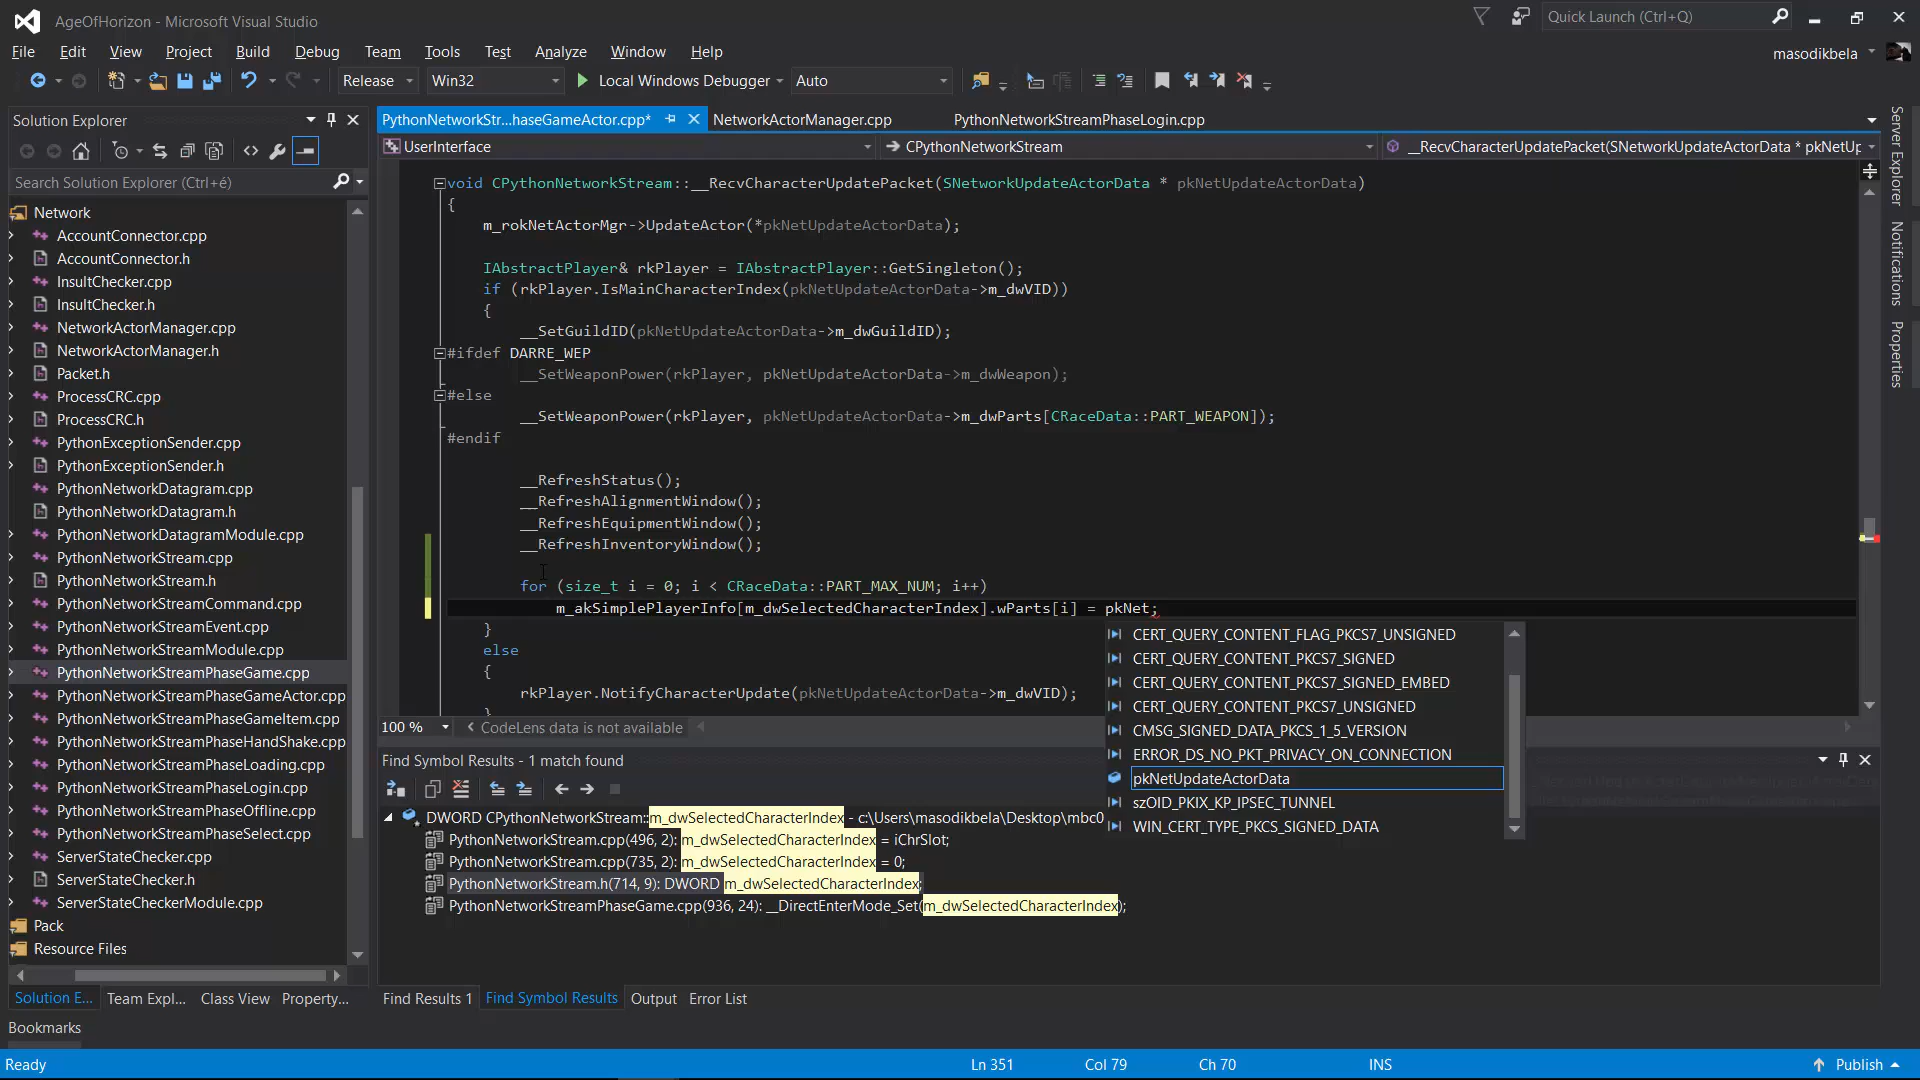 AgeOfHorizon - Microsoft Visual Studio
Quick Launch (Ctrl+Q)
File Edit View Project Build Debug Team Tools Test Analyze Window Help
masodikbela
Release Win32 Local Windows Debugger Auto
Solution Explorer
Search Solution Explorer (Ctrl+é)
Network
AccountConnector.cpp
AccountConnector.h
InsultChecker.cpp
InsultChecker.h
NetworkActorManager.cpp
NetworkActorManager.h
Packet.h
ProcessCRC.cpp
ProcessCRC.h
PythonExceptionSender.cpp
PythonExceptionSender.h
PythonNetworkDatagram.cpp
PythonNetworkDatagram.h
PythonNetworkDatagramModule.cpp
PythonNetworkStream.cpp
PythonNetworkStream.h
PythonNetworkStreamCommand.cpp
PythonNetworkStreamEvent.cpp
PythonNetworkStreamModule.cpp
PythonNetworkStreamPhaseGame.cpp
PythonNetworkStreamPhaseGameActor.cpp
PythonNetworkStreamPhaseGameItem.cpp
PythonNetworkStreamPhaseHandShake.cpp
PythonNetworkStreamPhaseLoading.cpp
PythonNetworkStreamPhaseLogin.cpp
PythonNetworkStreamPhaseOffline.cpp
PythonNetworkStreamPhaseSelect.cpp
ServerStateChecker.cpp
ServerStateChecker.h
ServerStateCheckerModule.cpp
Pack
Resource Files
Solution E... Team Expl... Class View Property...
Bookmarks
PythonNetworkStr...haseGameActor.cpp* NetworkActorManager.cpp PythonNetworkStreamPhaseLogin.cpp
UserInterface CPythonNetworkStream __RecvCharacterUpdatePacket(SNetworkUpdateActorData * pkNetUp
void CPythonNetworkStream::__RecvCharacterUpdatePacket(SNetworkUpdateActorData * pkNetUpdateActorData)
{
m_rokNetActorMgr->UpdateActor(*pkNetUpdateActorData);
IAbstractPlayer& rkPlayer = IAbstractPlayer::GetSingleton();
if (rkPlayer.IsMainCharacterIndex(pkNetUpdateActorData->m_dwVID))
{
__SetGuildID(pkNetUpdateActorData->m_dwGuildID);
#ifdef DARRE_WEP
__SetWeaponPower(rkPlayer, pkNetUpdateActorData->m_dwWeapon);
#else
__SetWeaponPower(rkPlayer, pkNetUpdateActorData->m_dwParts[CRaceData::PART_WEAPON]);
#endif
__RefreshStatus();
__RefreshAlignmentWindow();
__RefreshEquipmentWindow();
__RefreshInventoryWindow();
for (size_t i = 0; i < CRaceData::PART_MAX_NUM; i++)
m_akSimplePlayerInfo[m_dwSelectedCharacterIndex].wParts[i] = pkNet;
}
else
{
rkPlayer.NotifyCharacterUpdate(pkNetUpdateActorData->m_dwVID);
}
CERT_QUERY_CONTENT_FLAG_PKCS7_UNSIGNED
CERT_QUERY_CONTENT_PKCS7_SIGNED
CERT_QUERY_CONTENT_PKCS7_SIGNED_EMBED
CERT_QUERY_CONTENT_PKCS7_UNSIGNED
CMSG_SIGNED_DATA_PKCS_1_5_VERSION
ERROR_DS_NO_PKT_PRIVACY_ON_CONNECTION
pkNetUpdateActorData
szOID_PKIX_KP_IPSEC_TUNNEL
WIN_CERT_TYPE_PKCS_SIGNED_DATA
100 % CodeLens data is not available
Find Symbol Results - 1 match found
DWORD CPythonNetworkStream::m_dwSelectedCharacterIndex - c:\Users\masodikbela\Desktop\mbc0
PythonNetworkStream.cpp(496, 2): m_dwSelectedCharacterIndex = iChrSlot;
PythonNetworkStream.cpp(735, 2): m_dwSelectedCharacterIndex = 0;
PythonNetworkStream.h(714, 9): DWORD m_dwSelectedCharacterIndex;
PythonNetworkStreamPhaseGame.cpp(936, 24): __DirectEnterMode_Set(m_dwSelectedCharacterIndex);
Find Results 1 Find Symbol Results Output Error List
Server Explorer
Notifications
Properties
Ready Ln 351 Col 79 Ch 70 INS Publish